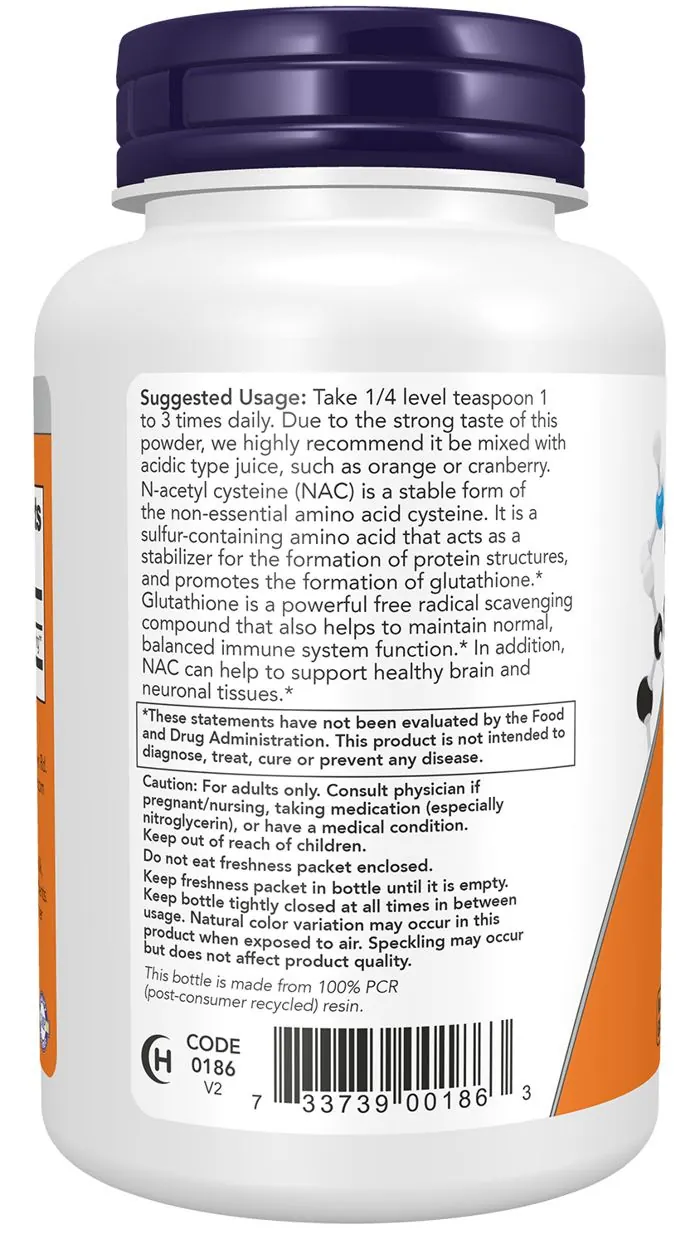 Suggested Usage: Take 1/4 level teaspoon 1
to 3 times daily. Due to the strong taste of this
powder, we highly recommend it be mixed with
acidic type juice, such as orange or cranberry.
N-acetyl cysteine (NAC) is a stable form of
the non-essential amino acid cysteine. It is a
sulfur-containing amino acid that acts as a
stabilizer for the formation of protein structures,
and promotes the formation of glutathione.*
Glutathione is a powerful free radical scavenging
compound that also helps to maintain normal,
balanced immune system function.* In addition,
NAC can help to support healthy brain and
neuronal tissues.*
*These statements have not been evaluated by the Food
and Drug Administration. This product is not intended to
diagnose, treat, cure or prevent any disease.
Caution: For adults only. Consult physician if
pregnant/nursing, taking medication (especially
nitroglycerin), or have a medical condition.
Keep out of reach of children.
Do not eat freshness packet enclosed.
Keep freshness packet in bottle until it is empty.
Keep bottle tightly closed at all times in between
usage. Natural color variation may occur in this
product when exposed to air. Speckling may occur
but does not affect product quality.
This bottle is made from 100% PCR
(post-consumer recycled) resin.
H CODE
0186
V2
7 33739 00186 3